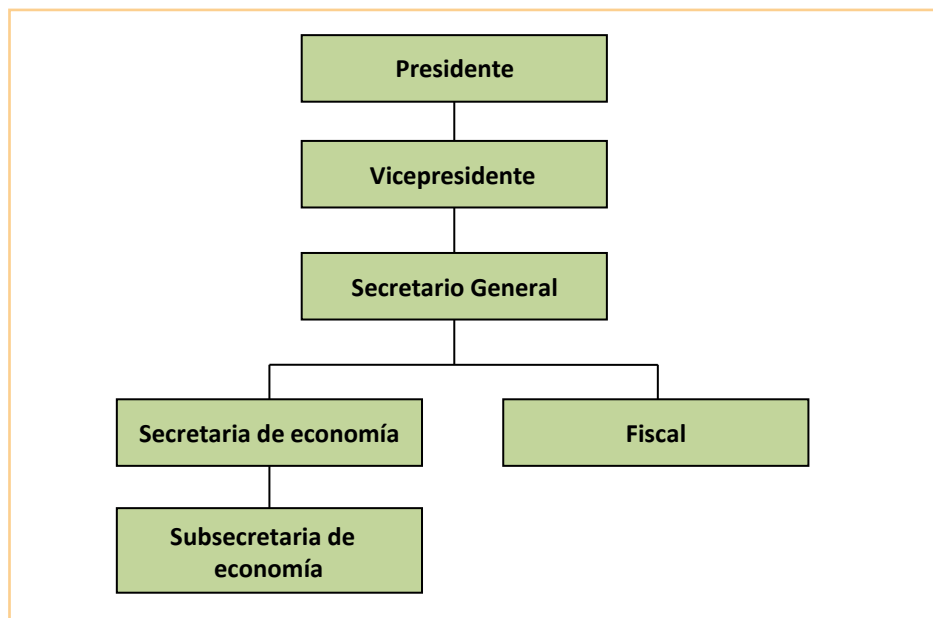 Presidente
Vicepresidente
Secretario General
Secretaria de economía
Fiscal
Subsecretaria de
economía